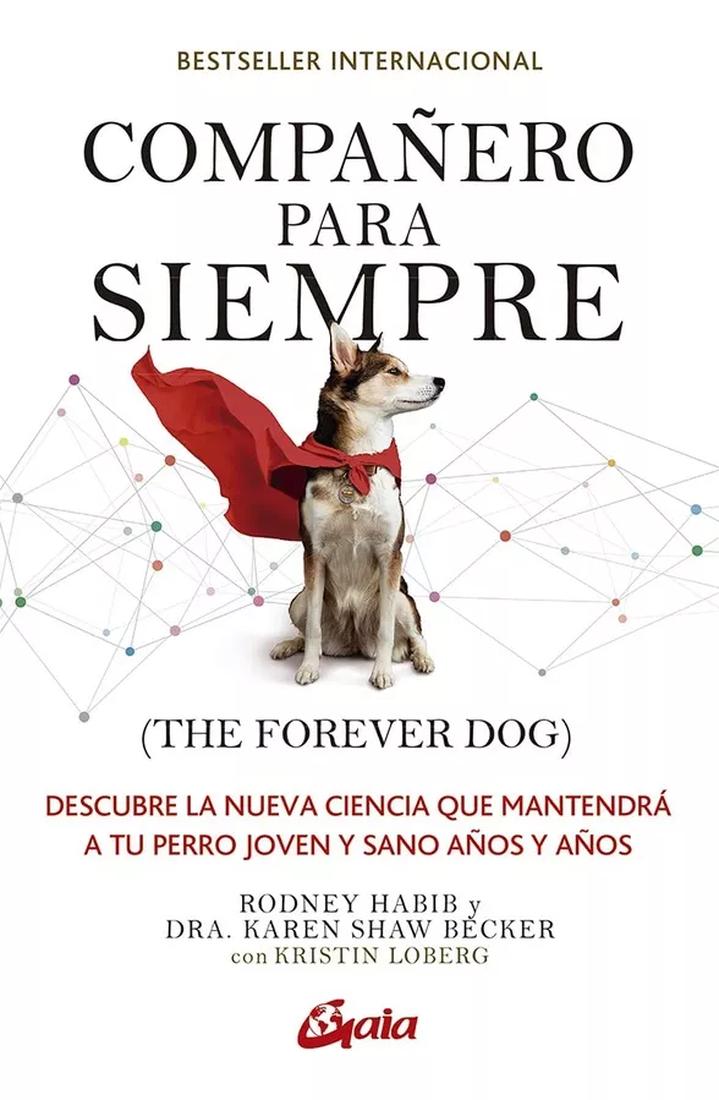 BESTSELLER INTERNACIONAL
COMPAÑERO
PARA
SIEMPRE
(THE FOREVER DOG)
DESCUBRE LA NUEVA CIENCIA QUE MANTENDRÁ
A TU PERRO JOVEN Y SANO AÑOS Y AÑOS
RODNEY HABIB y
DRA. KAREN SHAW BECKER
con KRISTIN LOBERG
Gaia